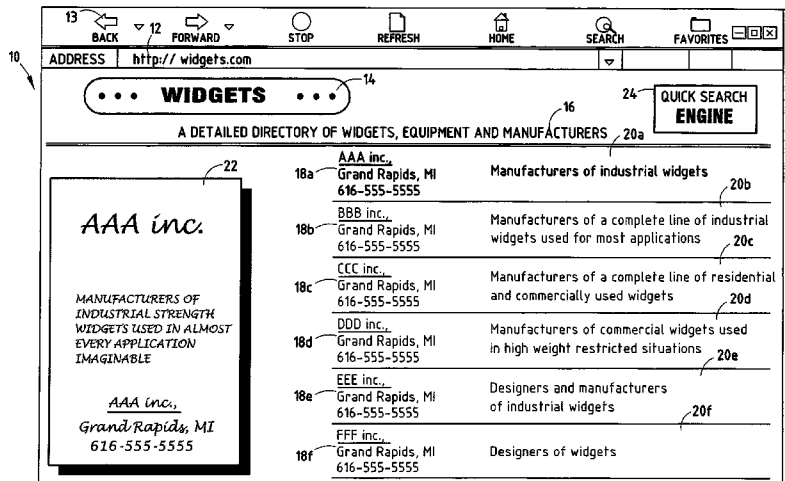 13
BACK FORWARD STOP REFRESH HOME SEARCH FAVORITES
12
ADDRESS http:// widgets.com
10
14
••• WIDGETS •••
16
24
QUICK SEARCH
ENGINE
A DETAILED DIRECTORY OF WIDGETS, EQUIPMENT AND MANUFACTURERS
20a
22
AAA inc.
MANUFACTURERS OF
INDUSTRIAL STRENGTH
WIDGETS USED IN ALMOST
EVERY APPLICATION
IMAGINABLE
AAA inc.,
Grand Rapids, MI
616-555-5555
18a
AAA inc.,
Grand Rapids, MI
616-555-5555
Manufacturers of industrial widgets
20b
18b
BBB inc.,
Grand Rapids, MI
616-555-5555
Manufacturers of a complete line of industrial
widgets used for most applications
20c
18c
CCC inc.,
Grand Rapids, MI
616-555-5555
Manufacturers of a complete line of residential
and commercially used widgets
20d
18d
DDD inc.,
Grand Rapids, MI
616-555-5555
Manufacturers of commercial widgets used
in high weight restricted situations
20e
18e
EEE inc.,
Grand Rapids, MI
616-555-5555
Designers and manufacturers
of industrial widgets
20f
18f
FFF inc.,
Grand Rapids, MI
616-555-5555
Designers of widgets